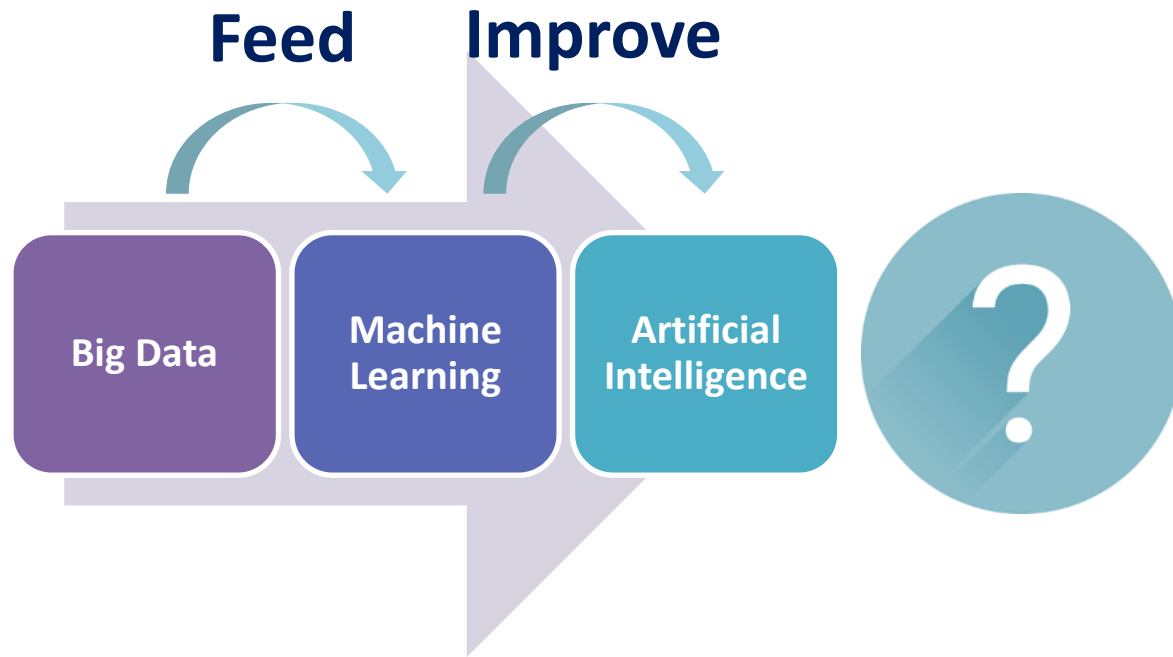 Feed Improve
Big Data
Machine
Learning
Artificial
Intelligence
?